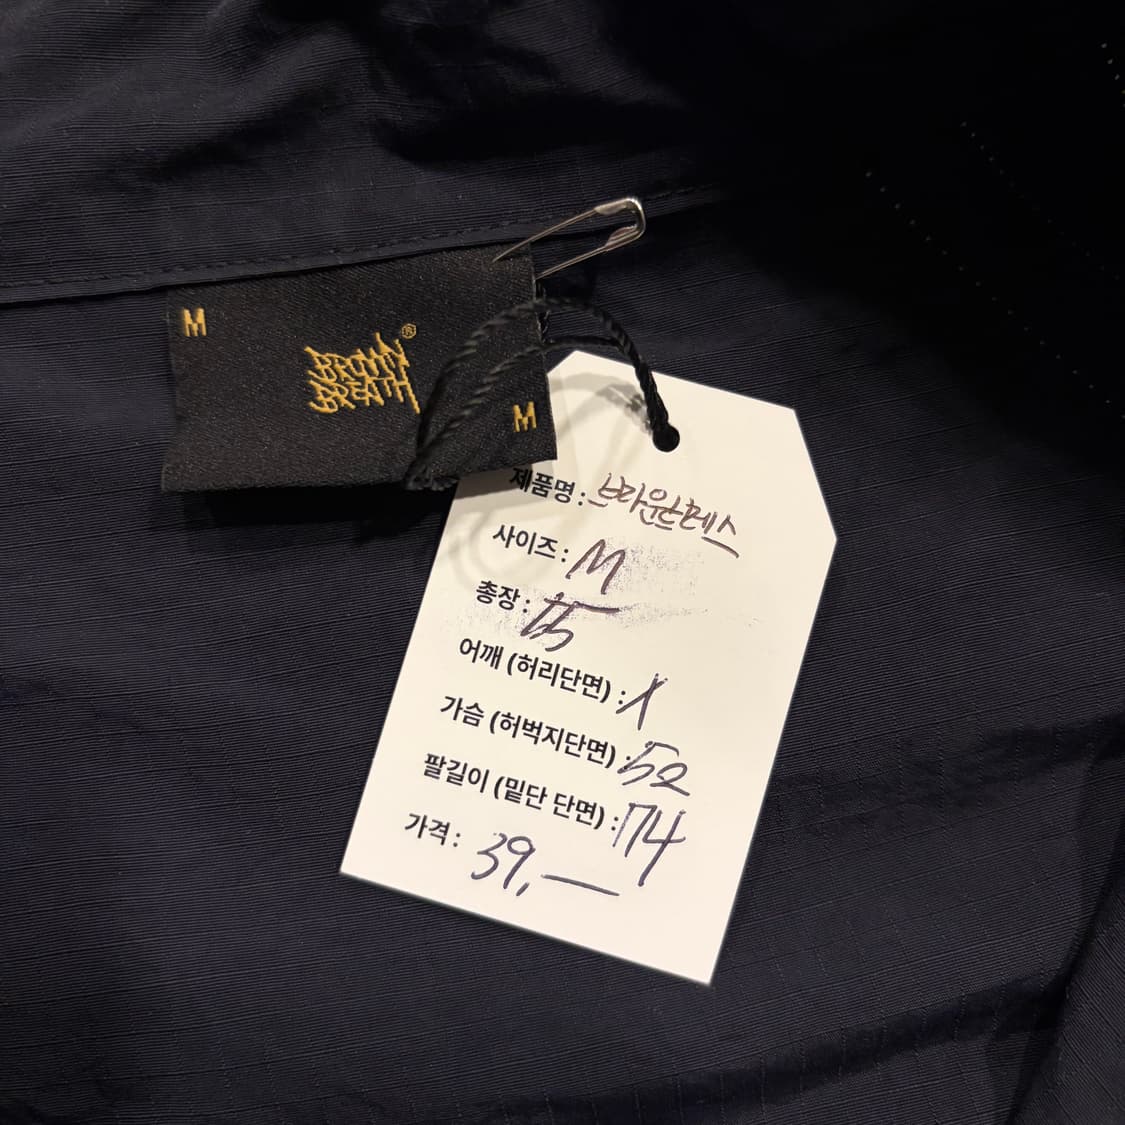 M
BROWN
BREATH
®
M
제품명: 브라운브레스
사이즈: M
총장: 75
어깨 (허리단면) : X
가슴 (허벅지단면) : 52
팔길이 (밑단 단면) : 74
가격: 39,—